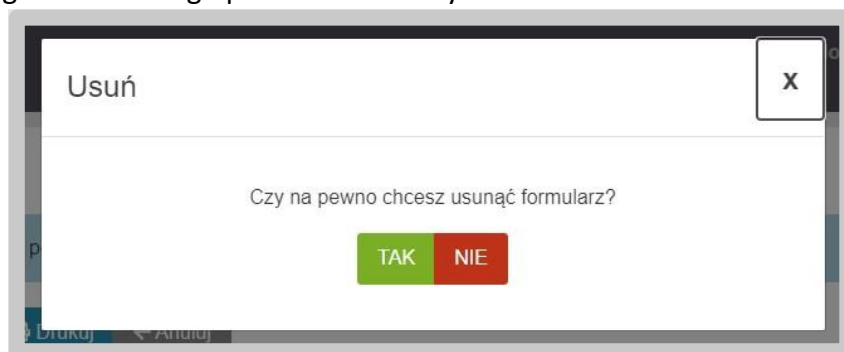 Usuń
X
Czy na pewno chcesz usunąć formularz?
TAK NIE
Drukuj Anuluj